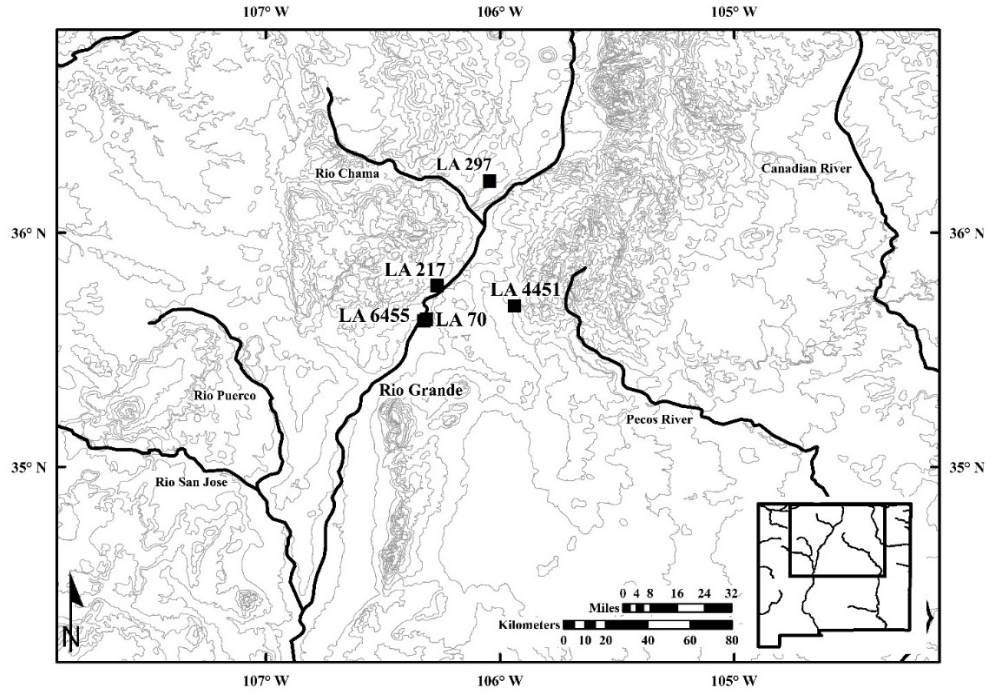 107° W 106° W 105° W
LA 297
Rio Chama
Canadian River
36° N 36° N
LA 217
LA 4451
LA 6455 LA 70
Rio Grande
Rio Puerco
Pecos River
35° N 35° N
Rio San Jose
0 4 8 16 24 32
Miles
Kilometers
0 10 20 40 60 80
N
107° W 106° W 105° W